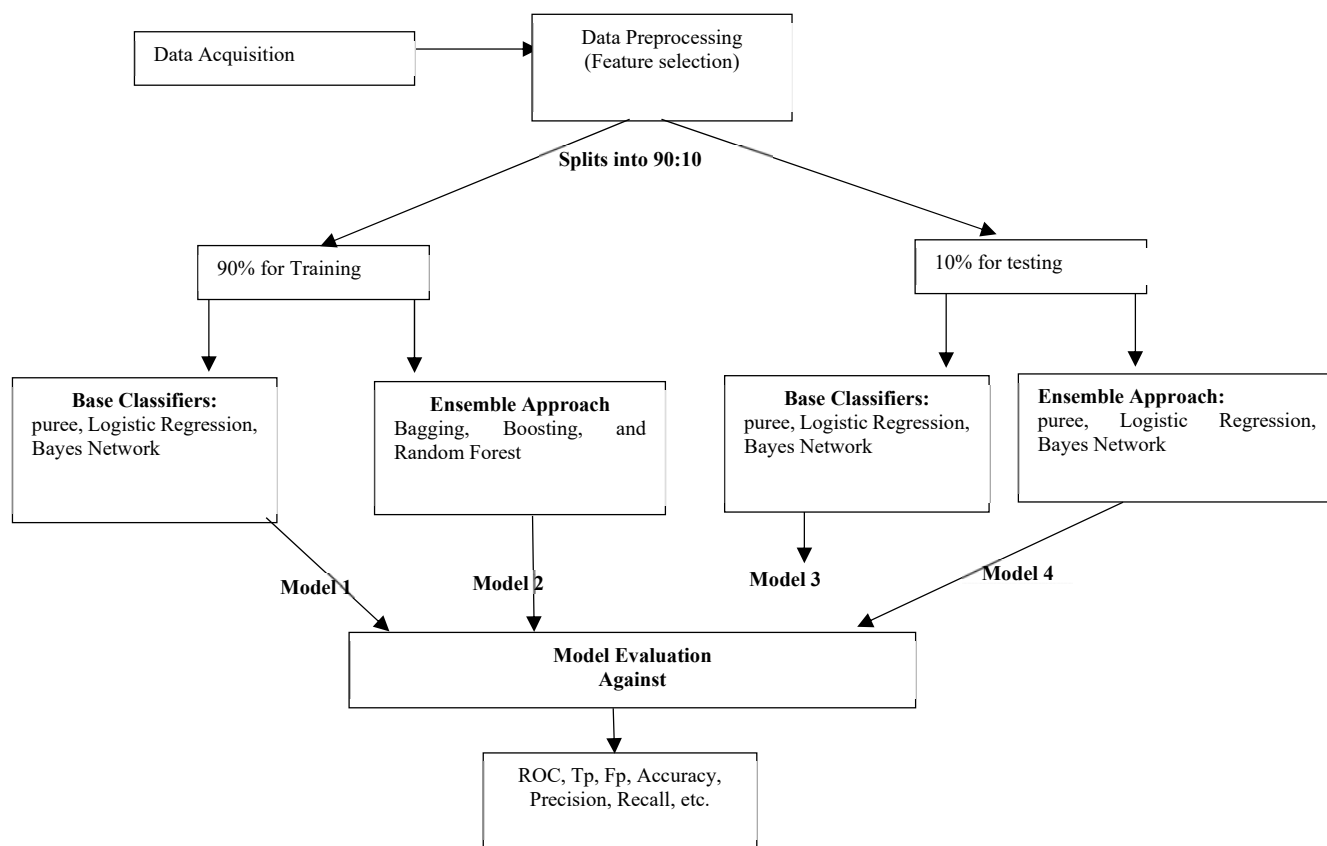 Data Acquisition
Data Preprocessing
(Feature selection)
Splits into 90:10
90% for Training
10% for testing
Base Classifiers:
puree, Logistic Regression,
Bayes Network
Ensemble Approach
Bagging, Boosting, and
Random Forest
Base Classifiers:
puree, Logistic Regression,
Bayes Network
Ensemble Approach:
puree, Logistic Regression,
Bayes Network
Model 1
Model 2
Model 3
Model 4
Model Evaluation
Against
ROC, Tp, Fp, Accuracy,
Precision, Recall, etc.